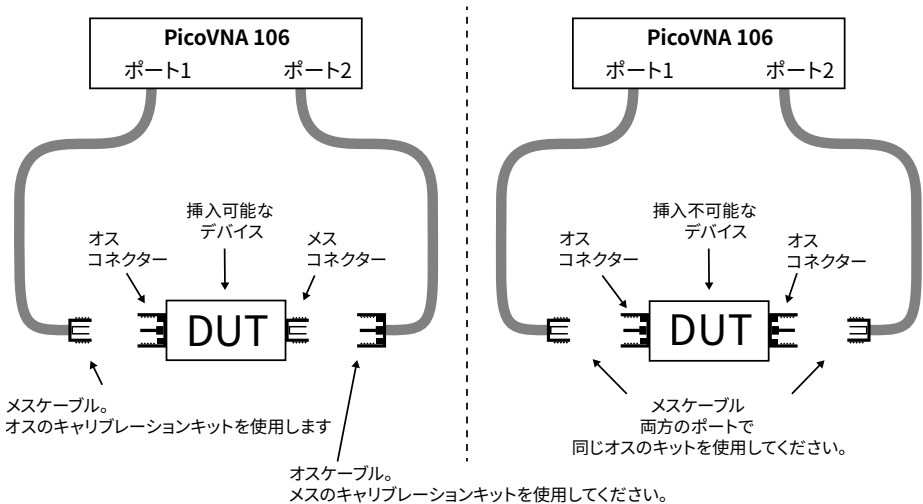 PicoVNA 106
ポート1
ポート2
挿入可能な
デバイス
オス
コネクター
メス
コネクター
DUT
メスケーブル。
オスのキャリブレーションキットを使用します
オスケーブル。
メスのキャリブレーションキットを使用してください。
PicoVNA 106
ポート1
ポート2
挿入不可能な
デバイス
オス
コネクター
オス
コネクター
DUT
メスケーブル
両方のポートで
同じオスのキットを使用してください。